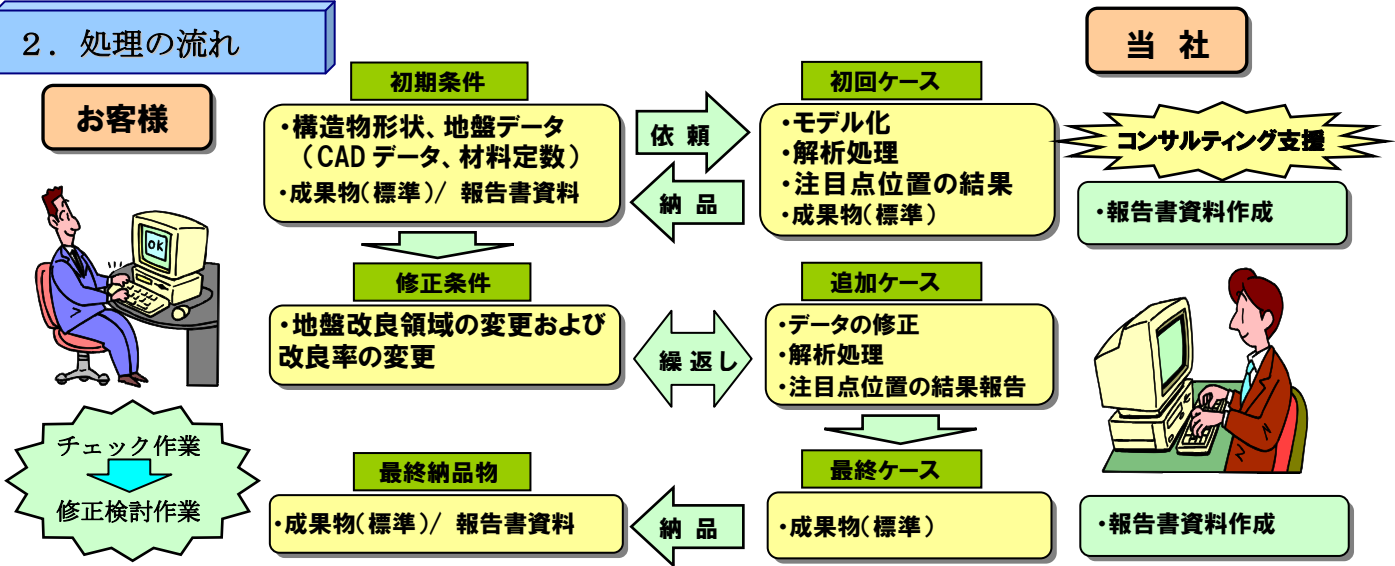 2．処理の流れ
当 社
お客様
初期条件
・構造物形状、地盤データ
（CADデータ、材料定数）
・成果物(標準)/ 報告書資料
依 頼
納 品
初回ケース
・モデル化
・解析処理
・注目点位置の結果
・成果物(標準)
コンサルティング支援
・報告書資料作成
OK
修正条件
・地盤改良領域の変更および
改良率の変更
繰 返し
追加ケース
・データの修正
・解析処理
・注目点位置の結果報告
チェック作業
修正検討作業
最終納品物
・成果物(標準)/ 報告書資料
納 品
最終ケース
・成果物(標準)
・報告書資料作成